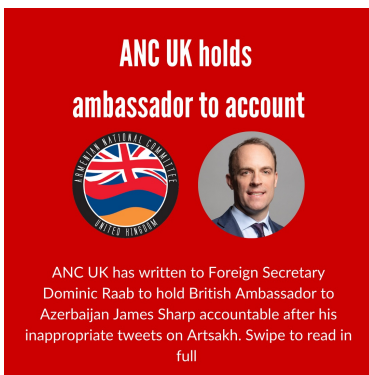 ANC UK holds
ambassador to account
ARMENIAN NATIONAL COMMITTEE
UNITED KINGDOM
ANC UK has written to Foreign Secretary
Dominic Raab to hold British Ambassador to
Azerbaijan James Sharp accountable after his
inappropriate tweets on Artsakh. Swipe to read in
full